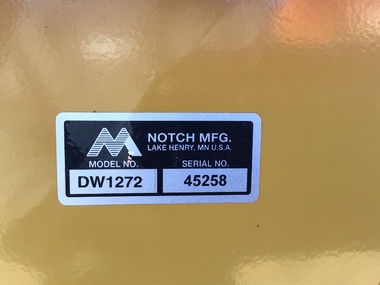 NOTCH MFG.
LAKE HENRY, MN U.S.A.
MODEL NO. SERIAL NO.
DW1272 45258